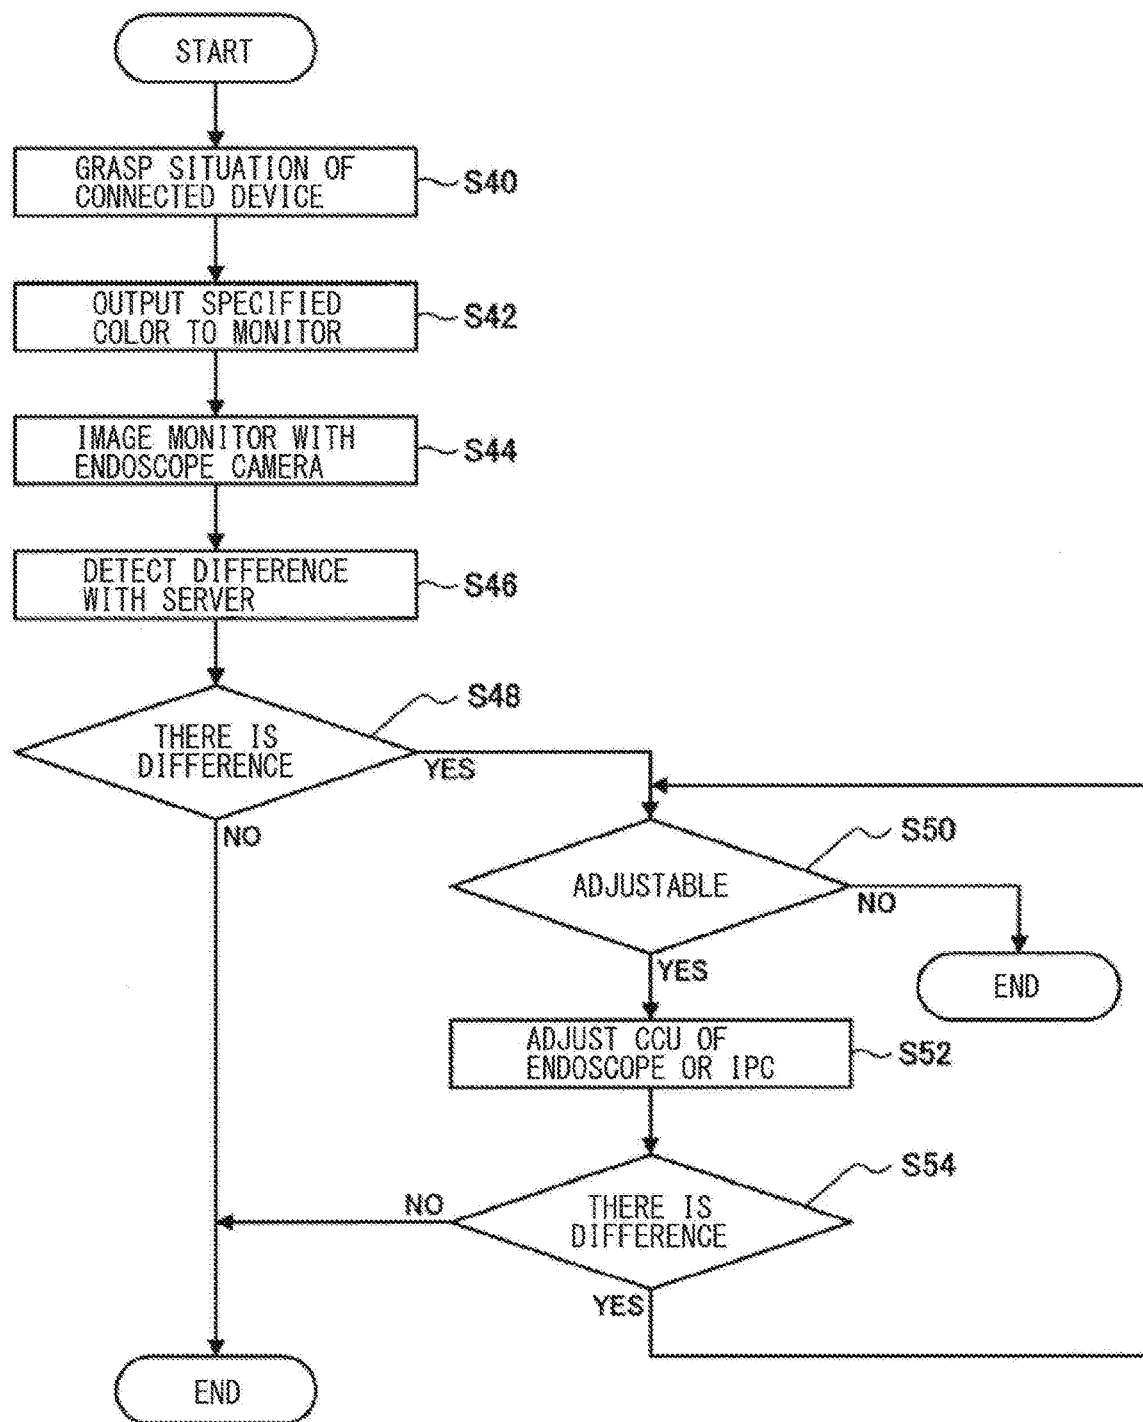 START
GRASP SITUATION OF
CONNECTED DEVICE
S40
OUTPUT SPECIFIED
COLOR TO MONITOR
S42
IMAGE MONITOR WITH
ENDOSCOPE CAMERA
S44
DETECT DIFFERENCE
WITH SERVER
S46
S48
THERE IS
DIFFERENCE
YES
NO
S50
ADJUSTABLE
NO
YES
END
ADJUST CCU OF
ENDOSCOPE OR IPC
S52
S54
NO
THERE IS
DIFFERENCE
YES
END